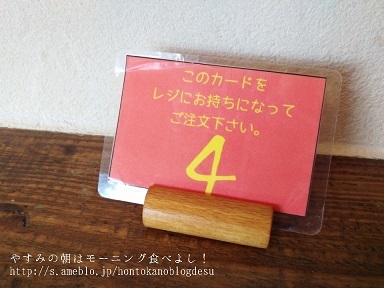 このカードを
レジにお持ちになって
ご注文下さい。
4
やすみの朝はモーニング食べよし！
http://s.ameblo.jp/hontokanoblogdesu